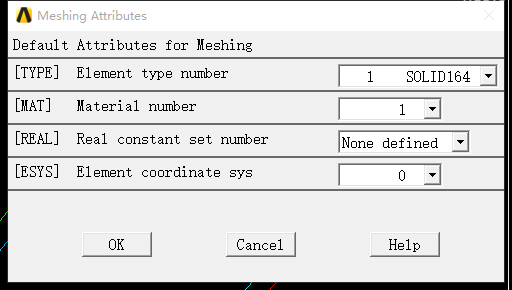 Meshing Attributes
Default Attributes for Meshing
[TYPE] Element type number 1 SOLID164
[MAT] Material number 1
[REAL] Real constant set number None defined
[ESYS] Element coordinate sys 0
OK Cancel Help